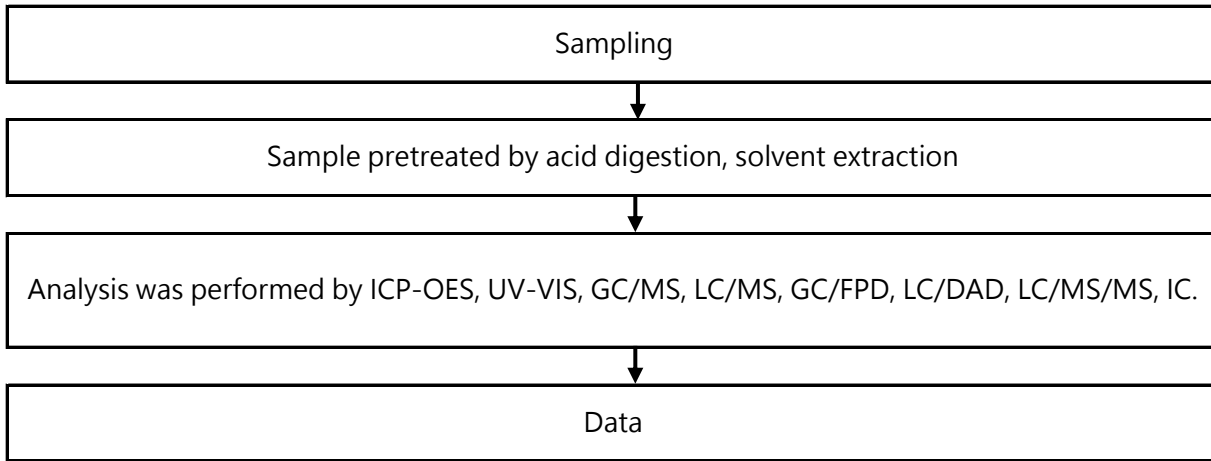 Sampling
Sample pretreated by acid digestion, solvent extraction
Analysis was performed by ICP-OES, UV-VIS, GC/MS, LC/MS, GC/FPD, LC/DAD, LC/MS/MS, IC.
Data